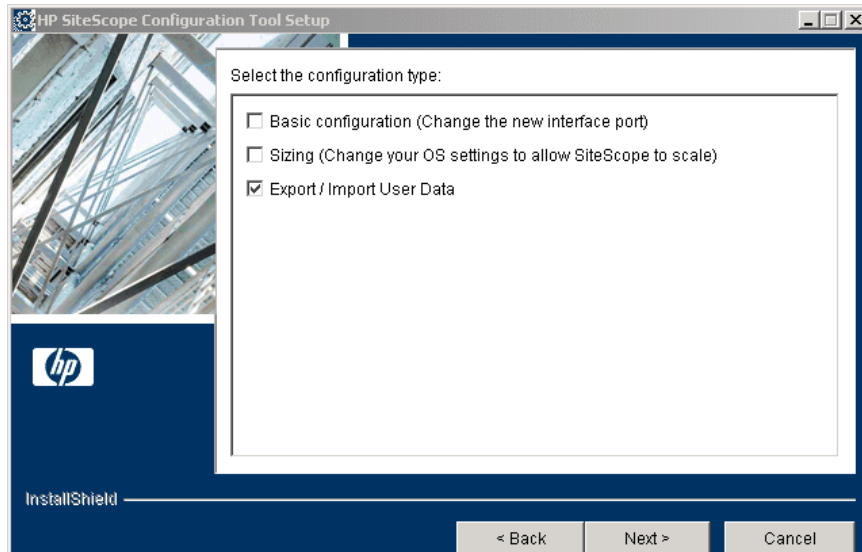 HP SiteScope Configuration Tool Setup
Select the configuration type:
Basic configuration (Change the new interface port)
Sizing (Change your OS settings to allow SiteScope to scale)
Export / Import User Data
hp
InstallShield
< Back Next > Cancel